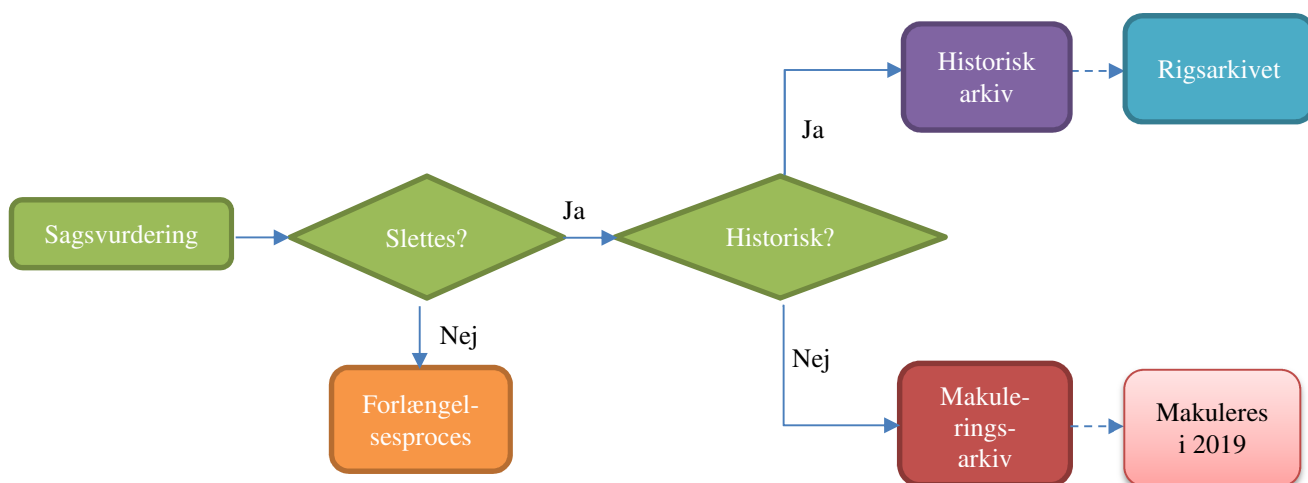 Sagsvurdering
Slettes?
Ja
Nej
Forlængel-
sesproces
Historisk?
Ja
Historisk
arkiv
Rigsarkivet
Nej
Makule-
rings-
arkiv
Makuleres
i 2019